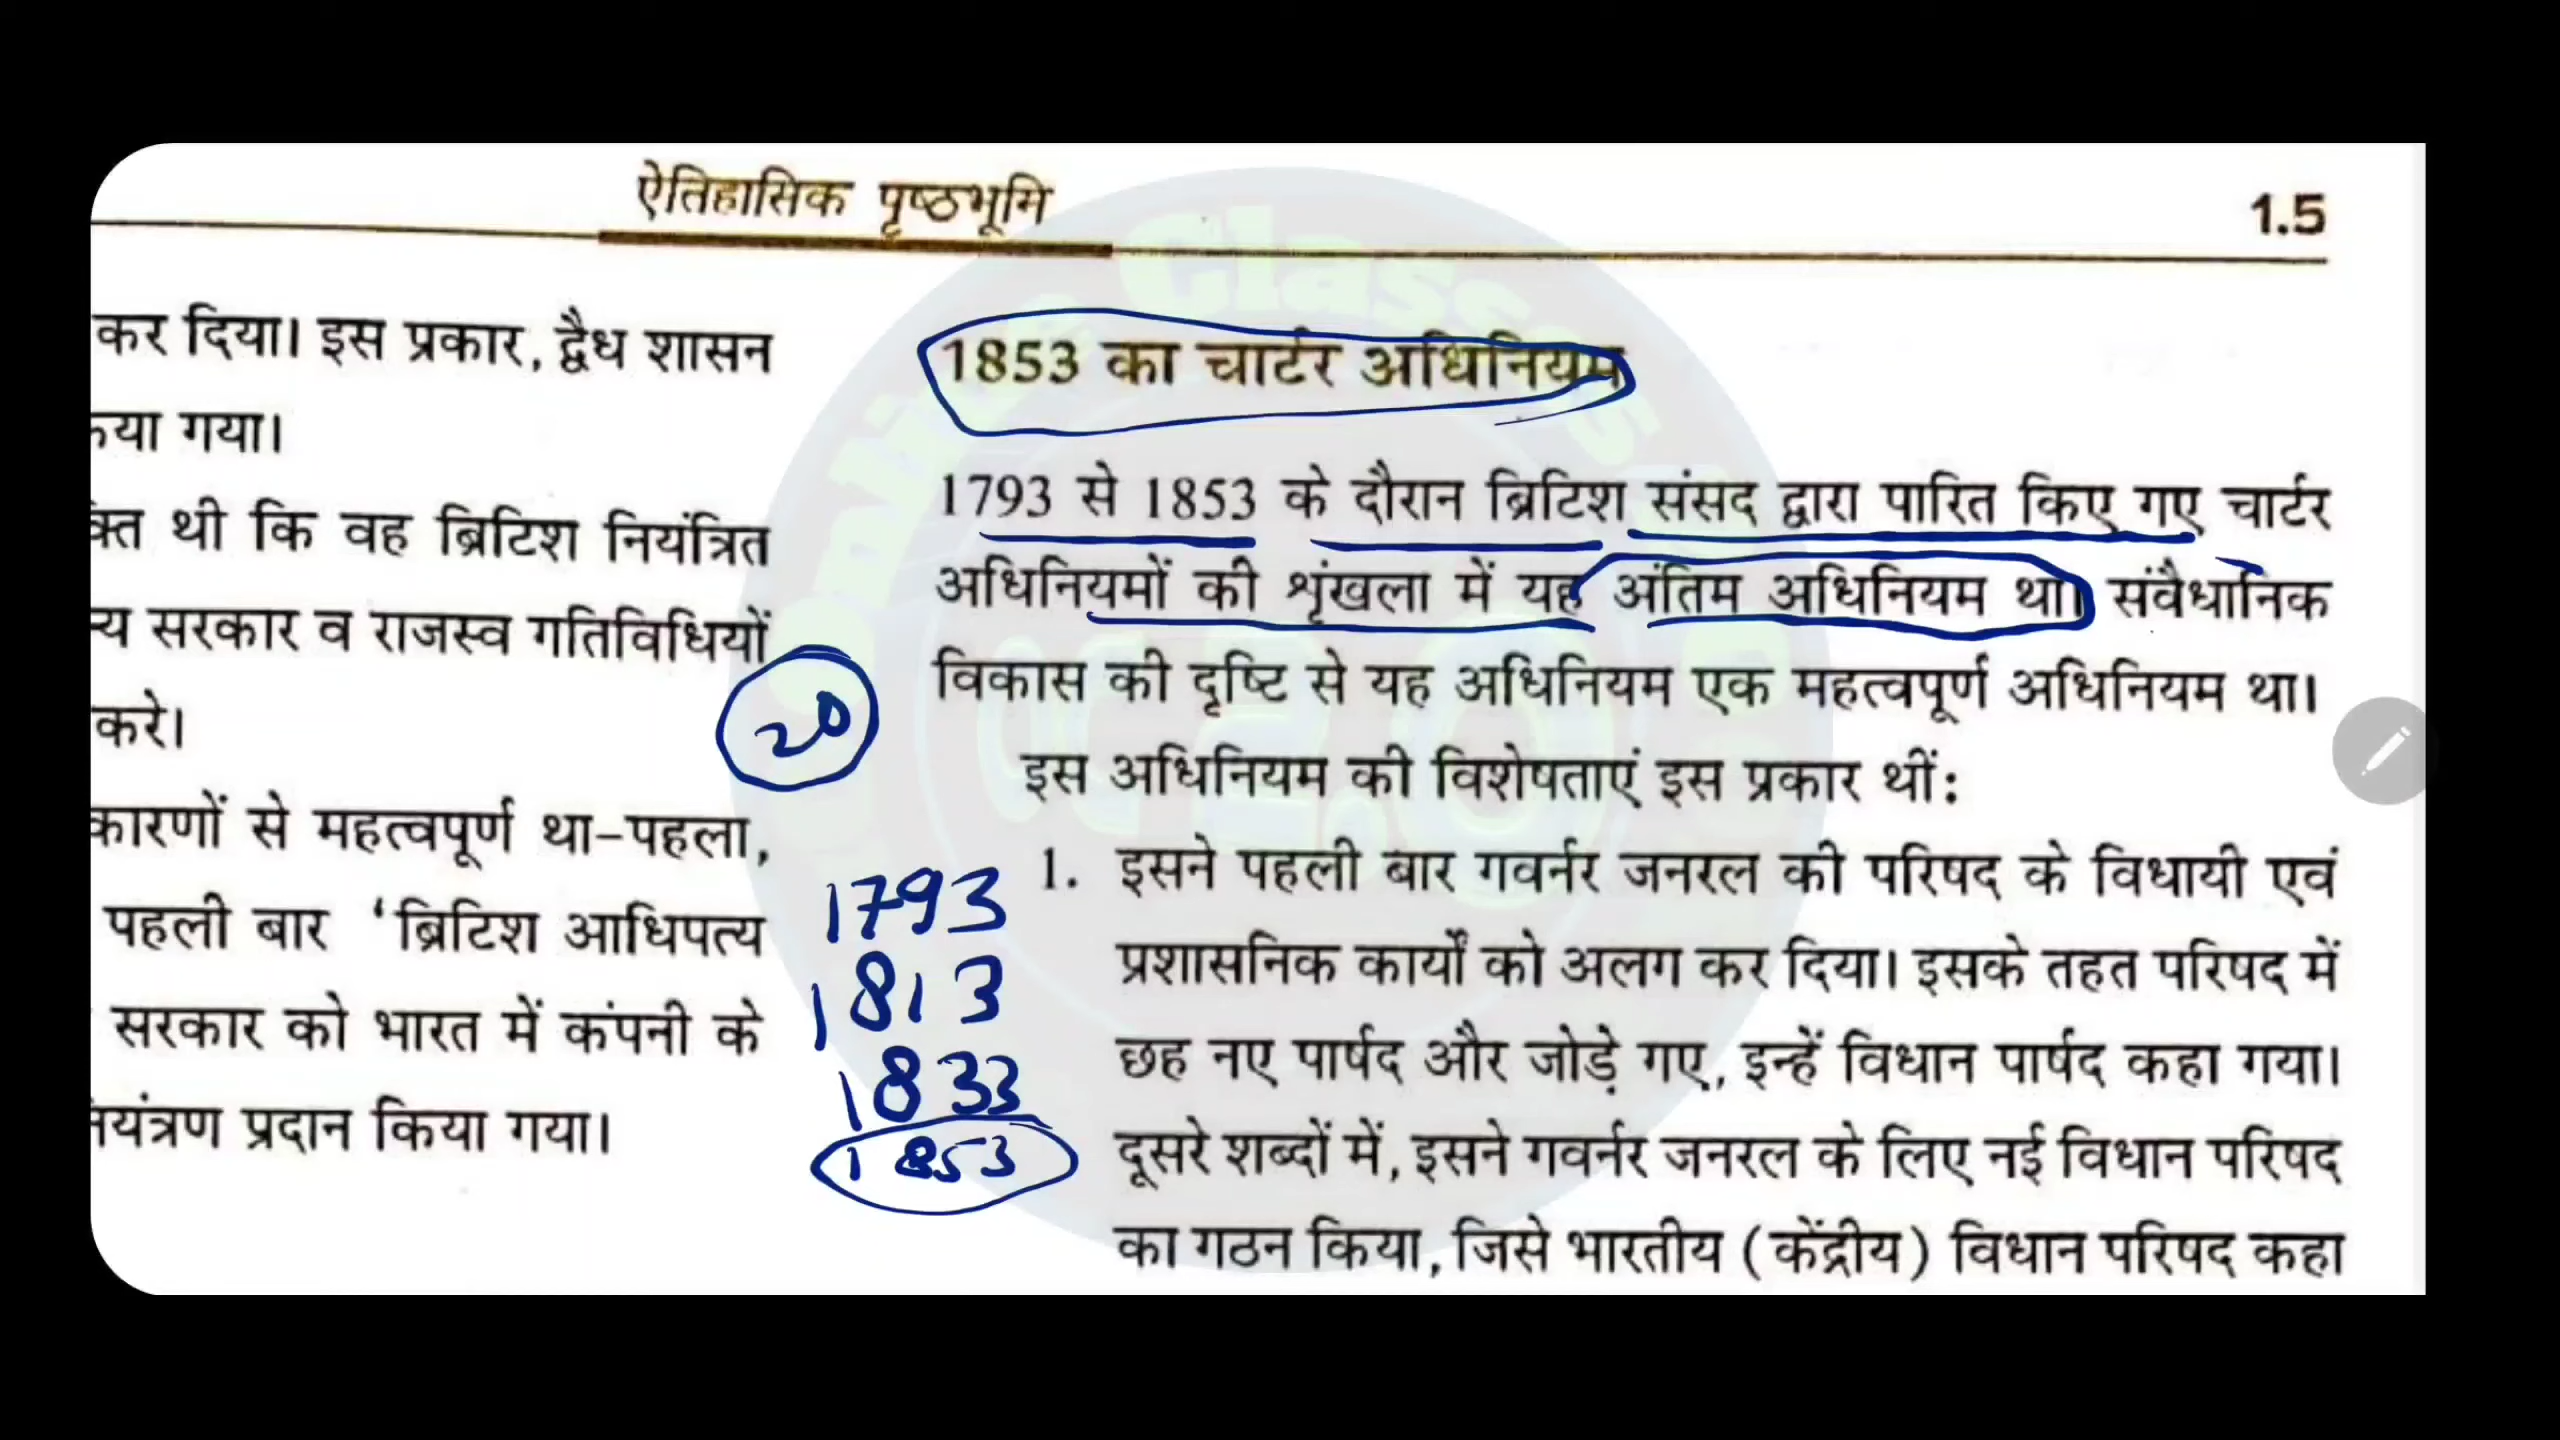 ऐतिहासिक पृष्ठभूमि
1.5
कर दिया। इस प्रकार, द्वैध शासन
गया।
थी कि वह ब्रिटिश नियंत्रित
सरकार व राजस्व गतिविधियों
करे।
कारणों से महत्वपूर्ण था-पहला,
पहली बार ‘ब्रिटिश आधिपत्य
सरकार को भारत में कंपनी के
प्रदान किया गया।
20
1793
1813
1833
1853
1853 का चार्टर अधिनियम
1793 से 1853 के दौरान ब्रिटिश संसद द्वारा पारित किए गए चार्टर
अधिनियमों की शृंखला में यह अंतिम अधिनियम था। संवैधानिक
विकास की दृष्टि से यह अधिनियम एक महत्वपूर्ण अधिनियम था।
इस अधिनियम की विशेषताएं इस प्रकार थीं:
1. इसने पहली बार गवर्नर जनरल की परिषद के विधायी एवं
प्रशासनिक कार्यों को अलग कर दिया। इसके तहत परिषद में
छह नए पार्षद और जोड़े गए, इन्हें विधान पार्षद कहा गया।
दूसरे शब्दों में, इसने गवर्नर जनरल के लिए नई विधान परिषद
का गठन किया, जिसे भारतीय (केंद्रीय) विधान परिषद कहा